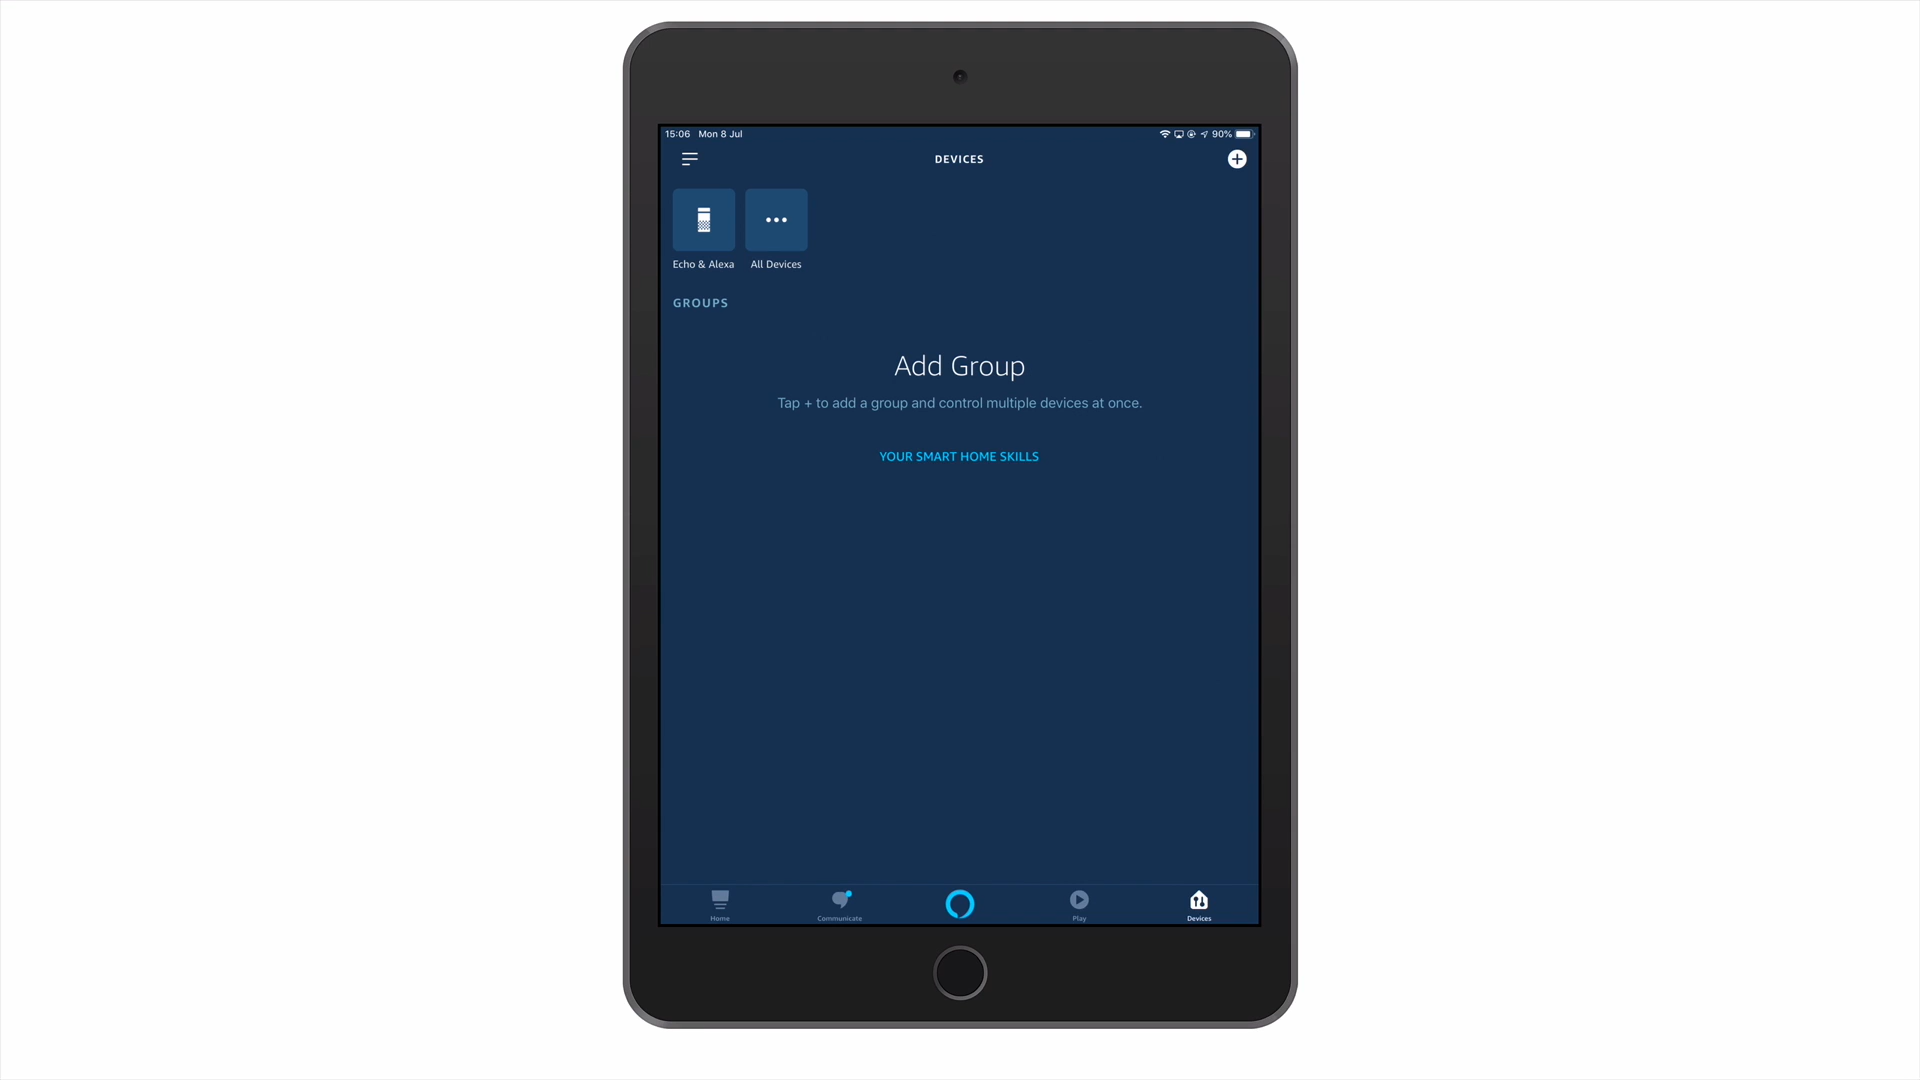 15:06 Mon 8 Jul
90%
DEVICES
Echo & Alexa
All Devices
GROUPS
Add Group
Tap + to add a group and control multiple devices at once.
YOUR SMART HOME SKILLS
Home
Communicate
Play
Devices